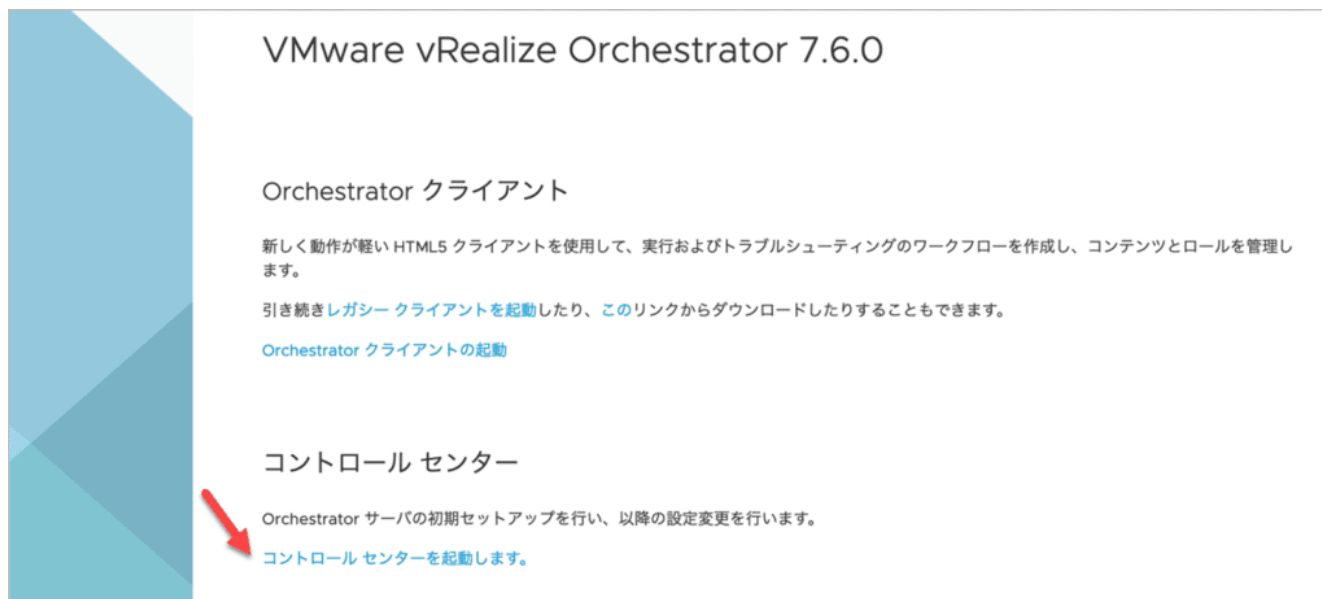 VMware vRealize Orchestrator 7.6.0
Orchestrator クライアント
新しく動作が軽い HTML5 クライアントを使用して、実行およびトラブルシューティングのワークフローを作成し、コンテンツとロールを管理し
ます。
引き続きレガシー クライアントを起動したり、このリンクからダウンロードしたりすることもできます。
Orchestrator クライアントの起動
コントロール センター
Orchestrator サーバの初期セットアップを行い、以降の設定変更を行います。
コントロール センターを起動します。